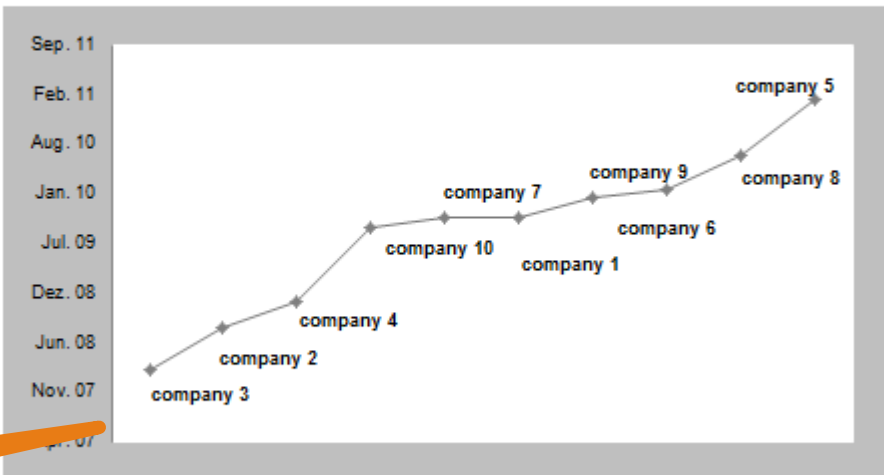 Sep. 11
Feb. 11
company 5
Aug. 10
company 9
company 8
Jan. 10
company 7
company 6
Jul. 09
company 10
company 1
Dez. 08
company 4
Jun. 08
company 2
Nov. 07
company 3
07